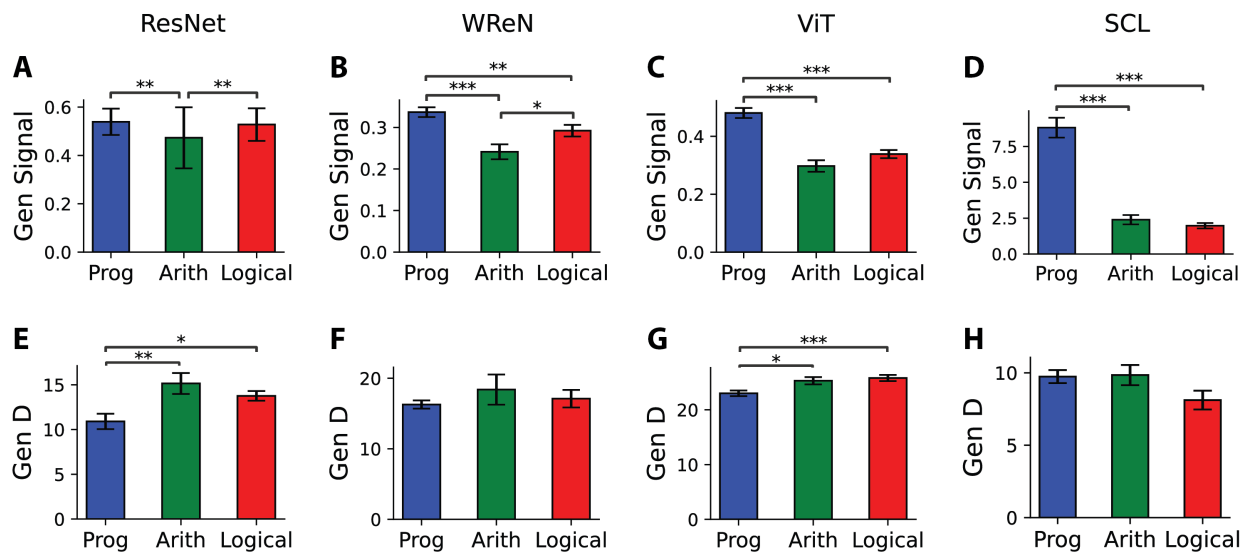 ResNet WReN ViT SCL
A
** **
Gen Signal
0.6
0.4
0.2
0.0
Prog Arith Logical
B
**
***
*
Gen Signal
0.3
0.2
0.1
0.0
Prog Arith Logical
C
***
***
Gen Signal
0.4
0.2
0.0
Prog Arith Logical
D
***
***
Gen Signal
7.5
5.0
2.5
0.0
Prog Arith Logical
E
*
**
Gen D
15
10
5
0
Prog Arith Logical
F
Gen D
20
10
0
Prog Arith Logical
G
***
*
Gen D
20
10
0
Prog Arith Logical
H
Gen D
10
5
0
Prog Arith Logical